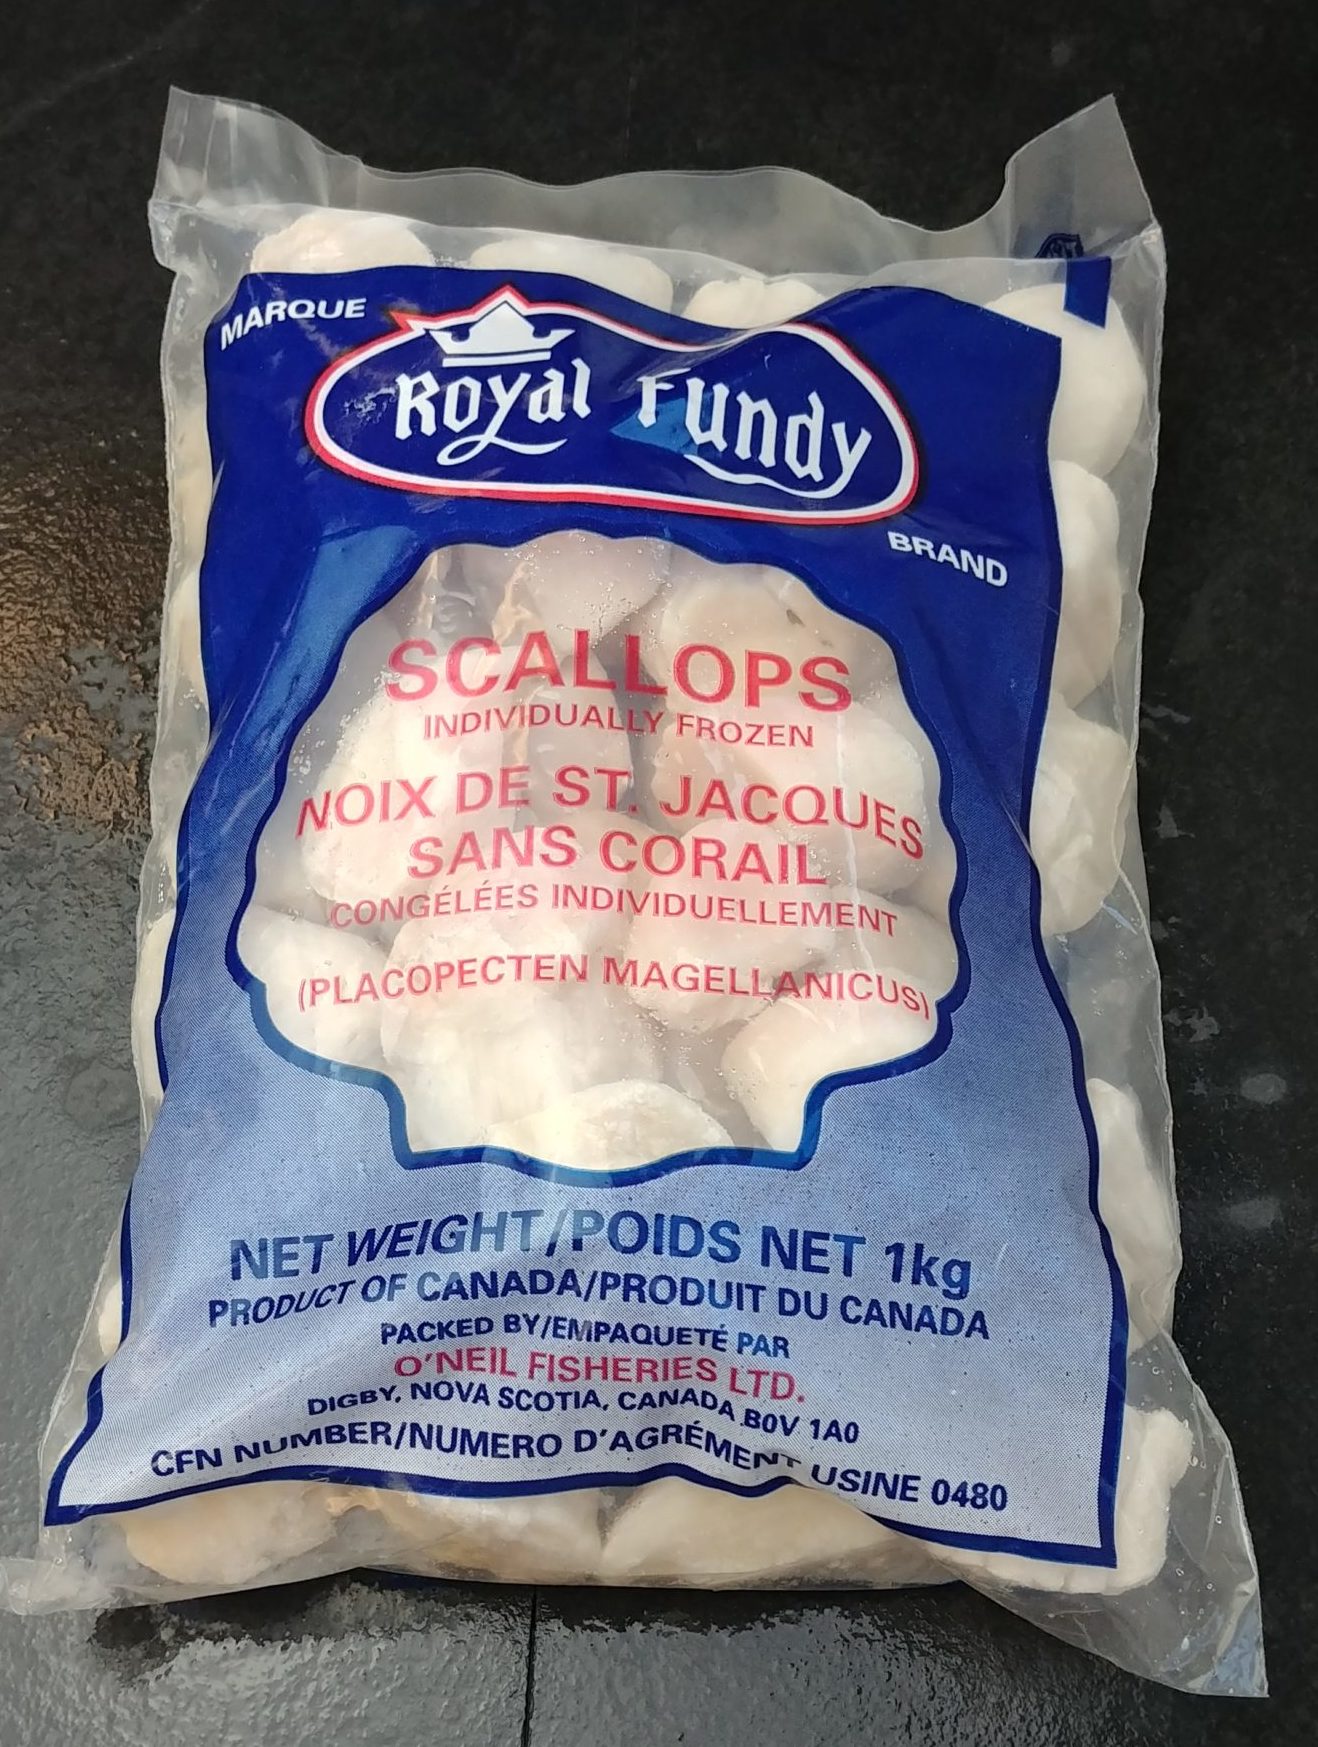 MARQUE
Royal Fundy
BRAND
SCALLOPS
INDIVIDUALLY FROZEN
NOIX DE ST. JACQUES
SANS CORAIL
CONGÉLÉES INDIVIDUELLEMENT
(PLACOPECTEN MAGELLANICUS)
NET WEIGHT/POIDS NET 1kg
PRODUCT OF CANADA/PRODUIT DU CANADA
PACKED BY/EMPAQUETÉ PAR
O'NEIL FISHERIES LTD.
DIGBY, NOVA SCOTIA, CANADA B0V 1A0
CFN NUMBER/NUMERO D'AGRÉMENT USINE 0480